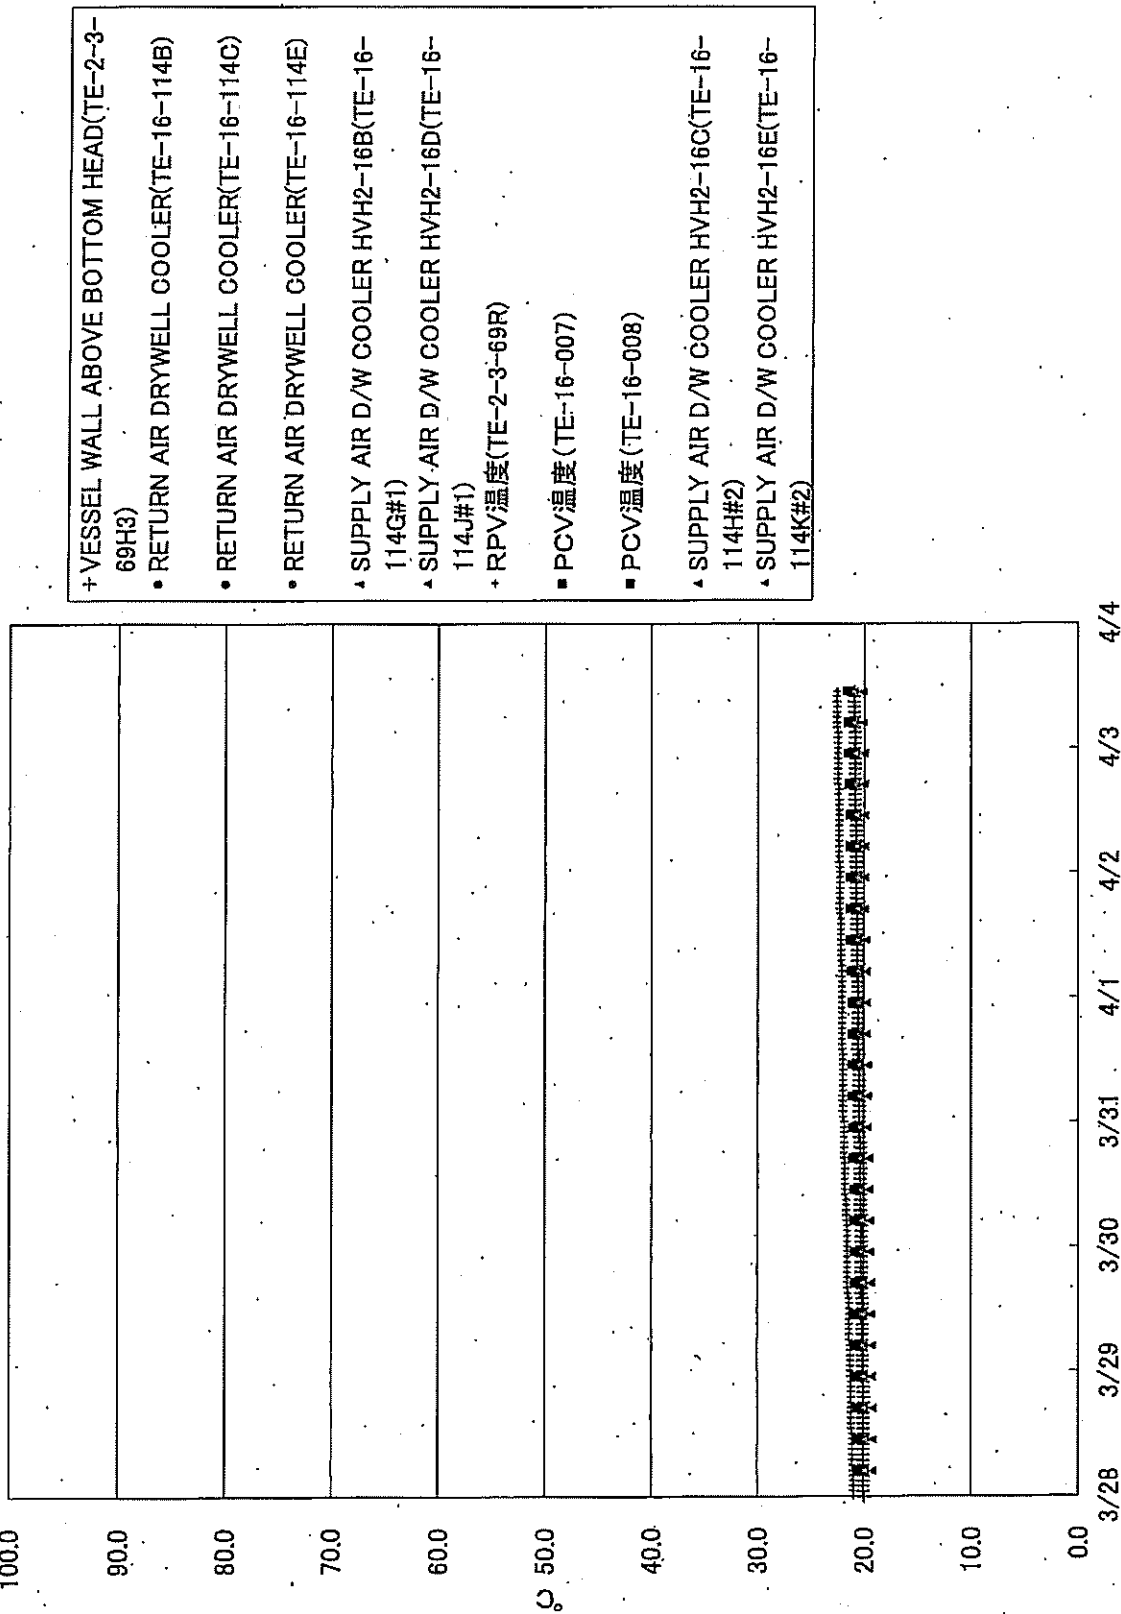 100.0
90.0
80.0
70.0
60.0
50.0
40.0
30.0
20.0
10.0
0.0
℃
3/28
3/29
3/30
3/31
4/1
4/2
4/3
4/4
+ VESSEL WALL ABOVE BOTTOM HEAD(TE-2-3-
69H3)
● RETURN AIR DRYWELL COOLER(TE-16-114B)
● RETURN AIR DRYWELL COOLER(TE-16-114C)
● RETURN AIR DRYWELL COOLER(TE-16-114E)
▲ SUPPLY AIR D/W COOLER HVH2-16B(TE-16-
114G#1)
▲ SUPPLY AIR D/W COOLER HVH2-16D(TE-16-
114J#1)
+ RPV温度(TE-2-3-69R)
■ PCV温度(TE-16-007)
■ PCV温度(TE-16-008)
▲ SUPPLY AIR D/W COOLER HVH2-16C(TE-16-
114H#2)
▲ SUPPLY AIR D/W COOLER HVH2-16E(TE-16-
114K#2)